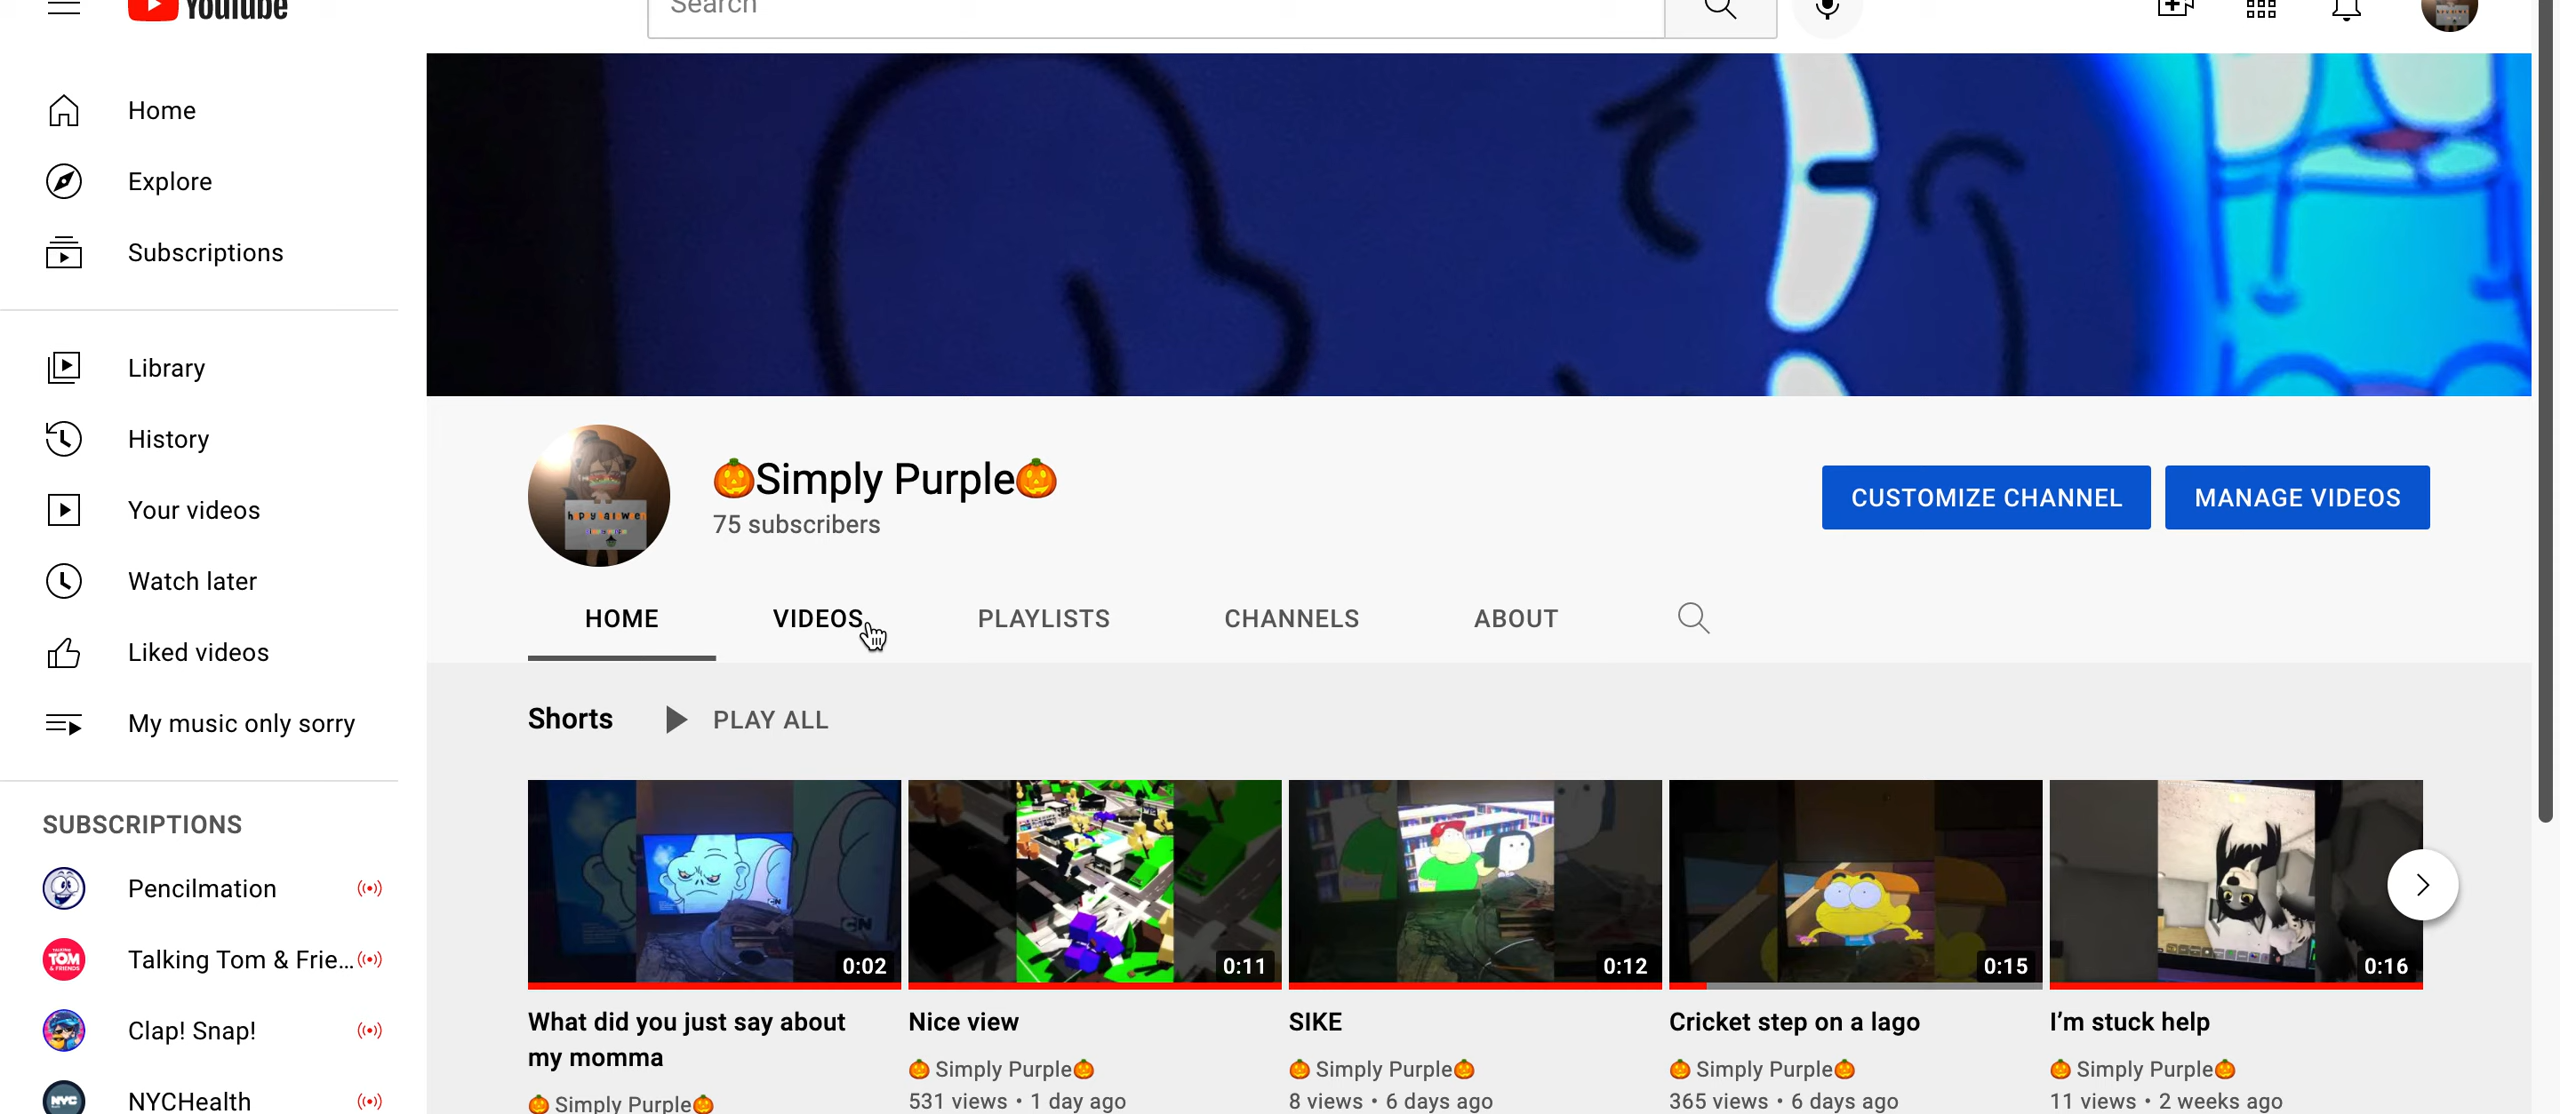 YouTube
Search
Home
Explore
Subscriptions
Library
History
Your videos
Watch later
Liked videos
My music only sorry
SUBSCRIPTIONS
Pencilmation
Talking Tom & Frie...
Clap! Snap!
NYCHealth
🎃Simply Purple🎃
75 subscribers
CUSTOMIZE CHANNEL
MANAGE VIDEOS
HOME
VIDEOS
PLAYLISTS
CHANNELS
ABOUT
Shorts
PLAY ALL
0:02
What did you just say about
my momma
🎃 Simply Purple🎃
0:11
Nice view
🎃 Simply Purple🎃
531 views • 1 day ago
0:12
SIKE
🎃 Simply Purple🎃
8 views • 6 days ago
0:15
Cricket step on a lago
🎃 Simply Purple🎃
365 views • 6 days ago
0:16
I’m stuck help
🎃 Simply Purple🎃
11 views • 2 weeks ago
TOM
& FRIENDS
NYC
CN